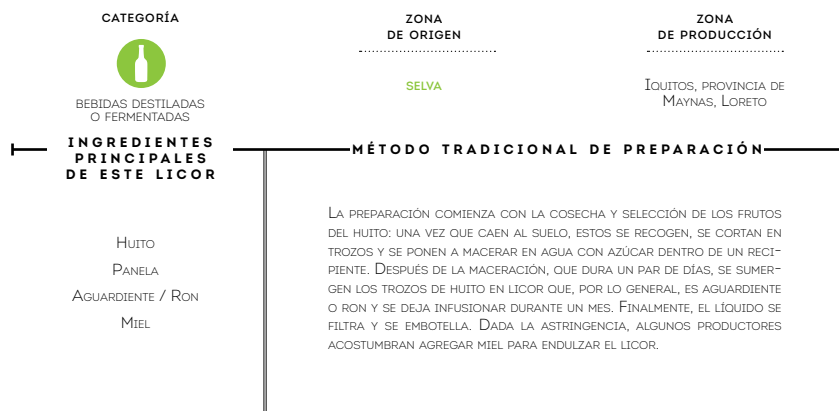 CATEGORÍA
BEBIDAS DESTILADAS
O FERMENTADAS
ZONA
DE ORIGEN
SELVA
ZONA
DE PRODUCCIÓN
Iquitos, provincia de
Maynas, Loreto
INGREDIENTES
PRINCIPALES
DE ESTE LICOR
Huito
Panela
Aguardiente / Ron
Miel
MÉTODO TRADICIONAL DE PREPARACIÓN
La preparación comienza con la cosecha y selección de los frutos
del huito: una vez que caen al suelo, estos se recogen, se cortan en
trozos y se ponen a macerar en agua con azúcar dentro de un reci-
piente. Después de la maceración, que dura un par de días, se sumer-
gen los trozos de huito en licor que, por lo general, es aguardiente
o ron y se deja infusionar durante un mes. Finalmente, el líquido se
filtra y se embotella. Dada la astringencia, algunos productores
acostumbran agregar miel para endulzar el licor.